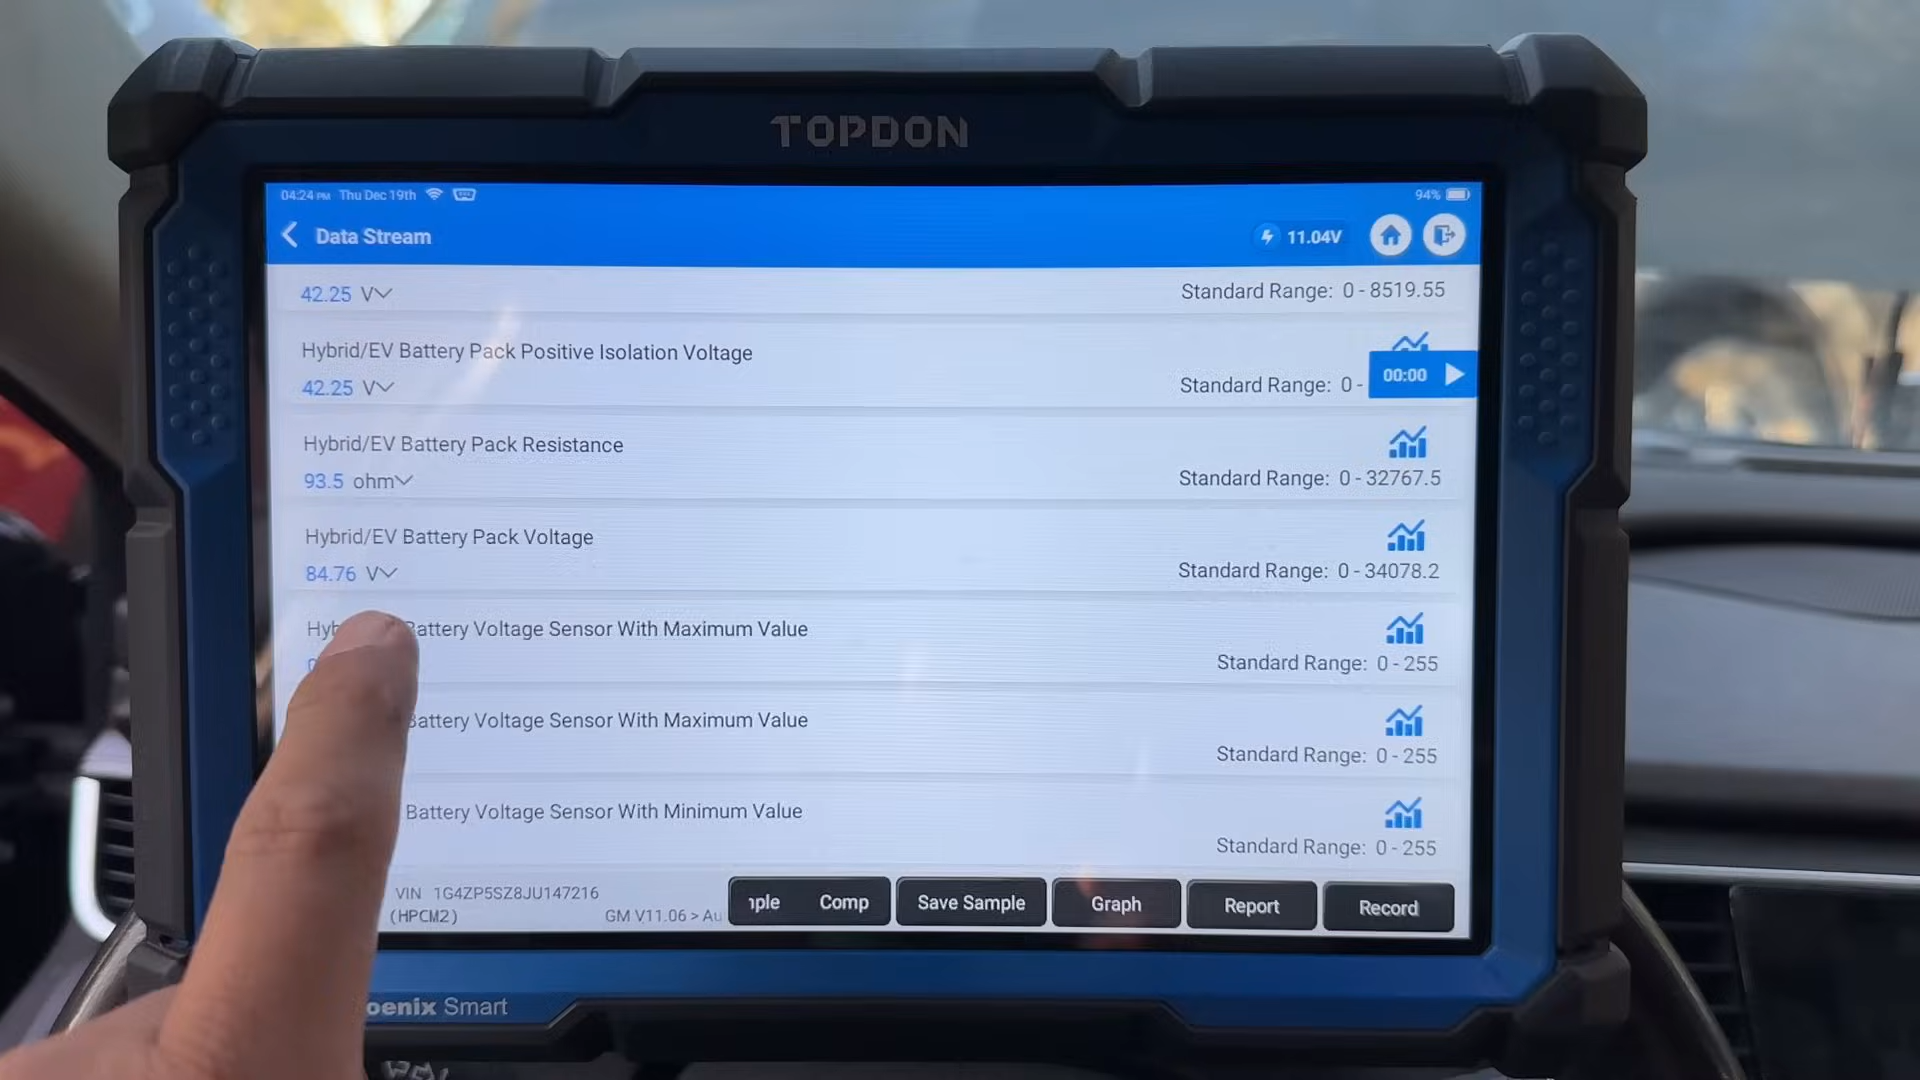 TOPDON
04:24 PM Thu Dec 19th 94%
Data Stream 11.04V
42.25 V Standard Range: 0 - 8519.55
Hybrid/EV Battery Pack Positive Isolation Voltage
42.25 V Standard Range: 0 - 00:00
Hybrid/EV Battery Pack Resistance
93.5 ohm Standard Range: 0 - 32767.5
Hybrid/EV Battery Pack Voltage
84.76 V Standard Range: 0 - 34078.2
Hyb Battery Voltage Sensor With Maximum Value
Standard Range: 0 - 255
Battery Voltage Sensor With Maximum Value
Standard Range: 0 - 255
Battery Voltage Sensor With Minimum Value
Standard Range: 0 - 255
VIN 1G4ZP5SZ8JU147216
(HPCM2) GM V11.06 > Au
nple Comp Save Sample Graph Report Record
oenix Smart